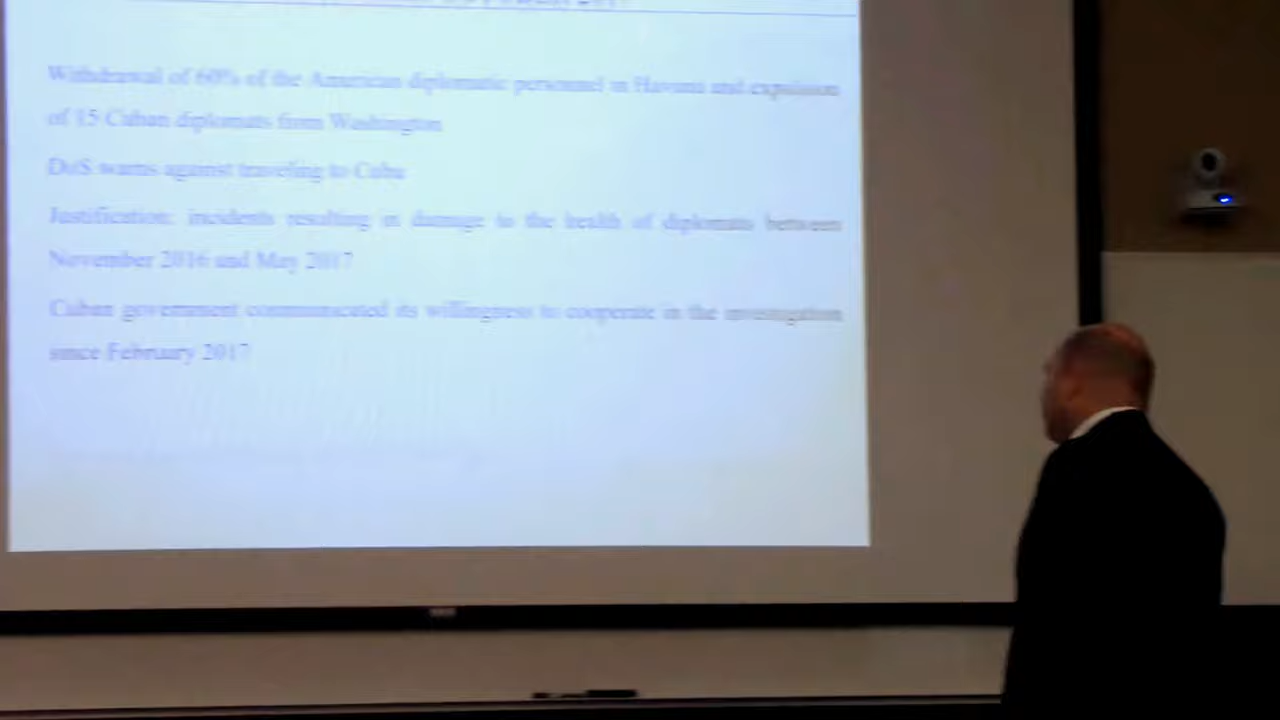 2017
Withdrawal of 60% of the American diplomatic personnel in Havana and expulsion
of 15 Cuban diplomats from Washington
DoS warns against traveling to Cuba
Justification: incidents resulting in damage to the health of diplomats between
November 2016 and May 2017
Cuban government communicated its willingness to cooperate in the investigation
since February 2017